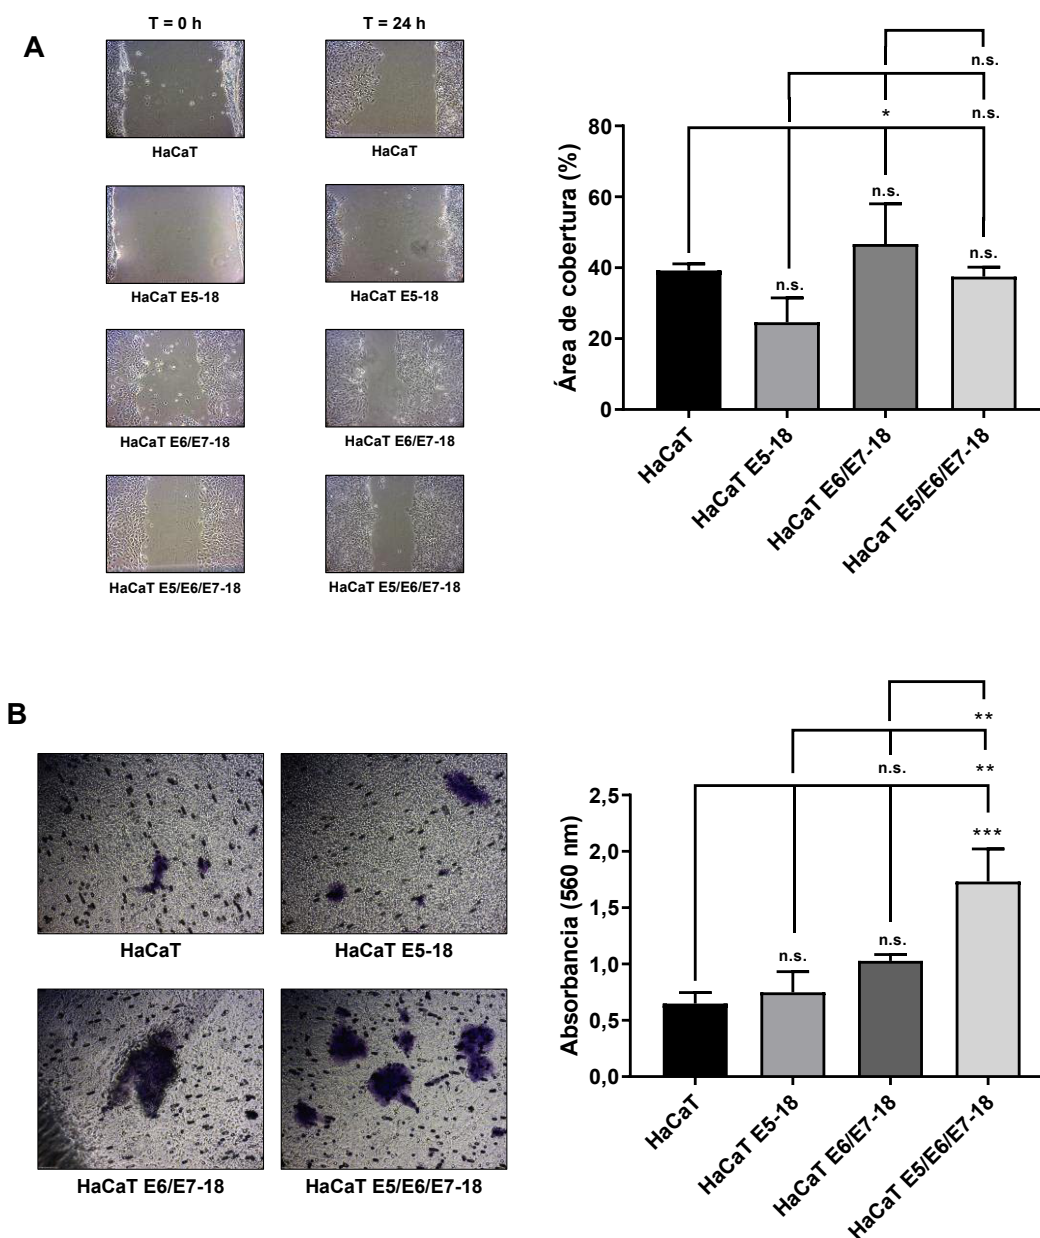 A
T = 0 h
T = 24 h
HaCaT
HaCaT
HaCaT E5-18
HaCaT E5-18
HaCaT E6/E7-18
HaCaT E6/E7-18
HaCaT E5/E6/E7-18
HaCaT E5/E6/E7-18
n.s.
* n.s.
n.s.
n.s.
n.s.
Área de cobertura (%)
80
60
40
20
0
HaCaT
HaCaT E5-18
HaCaT E6/E7-18
HaCaT E5/E6/E7-18
B
HaCaT
HaCaT E5-18
HaCaT E6/E7-18
HaCaT E5/E6/E7-18
**
n.s. **
***
n.s.
n.s.
Absorbancia (560 nm)
2,5
2,0
1,5
1,0
0,5
0,0
HaCaT
HaCaT E5-18
HaCaT E6/E7-18
HaCaT E5/E6/E7-18